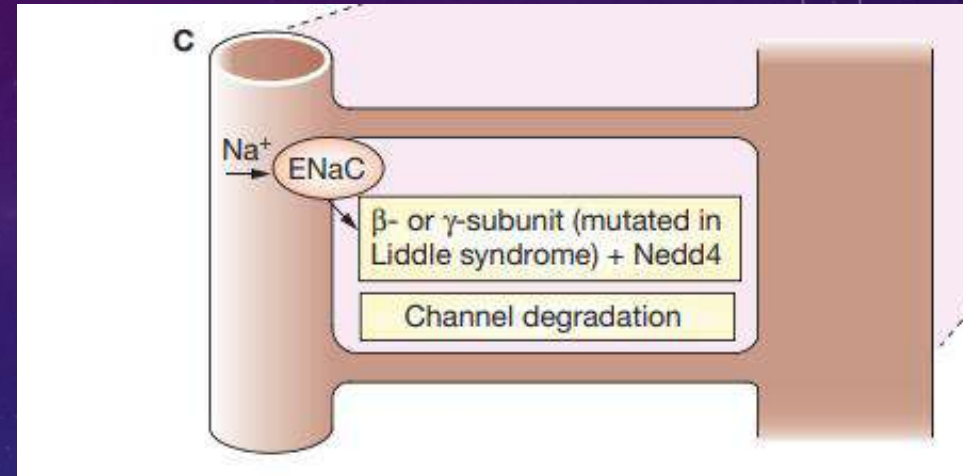 C
Na⁺
ENaC
β- or γ-subunit (mutated in
Liddle syndrome) + Nedd4
Channel degradation